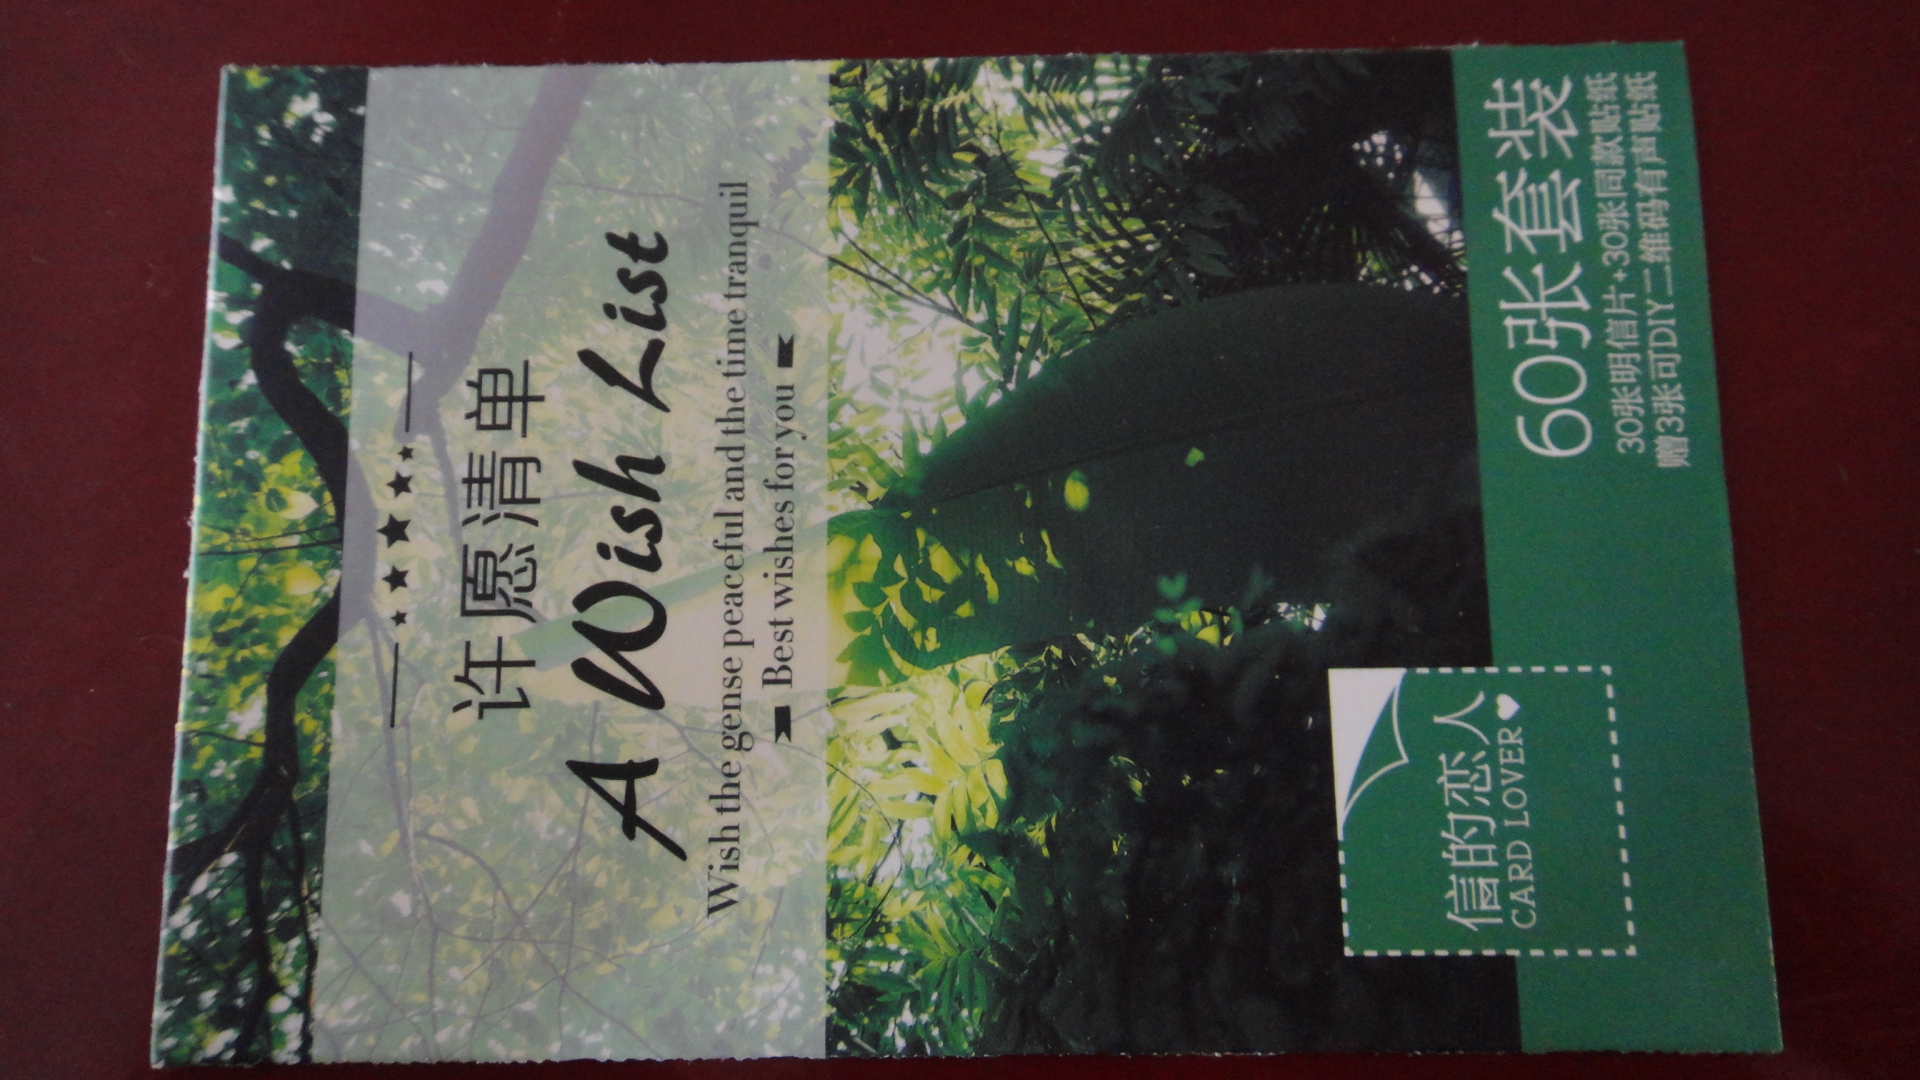 许愿清单
A Wish List
Wish the gense peaceful and the time tranquil
Best wishes for you
信的恋人
CARD LOVER
60张套装
30张明信片+30张同款贴纸
赠3张可DIY二维码有声贴纸